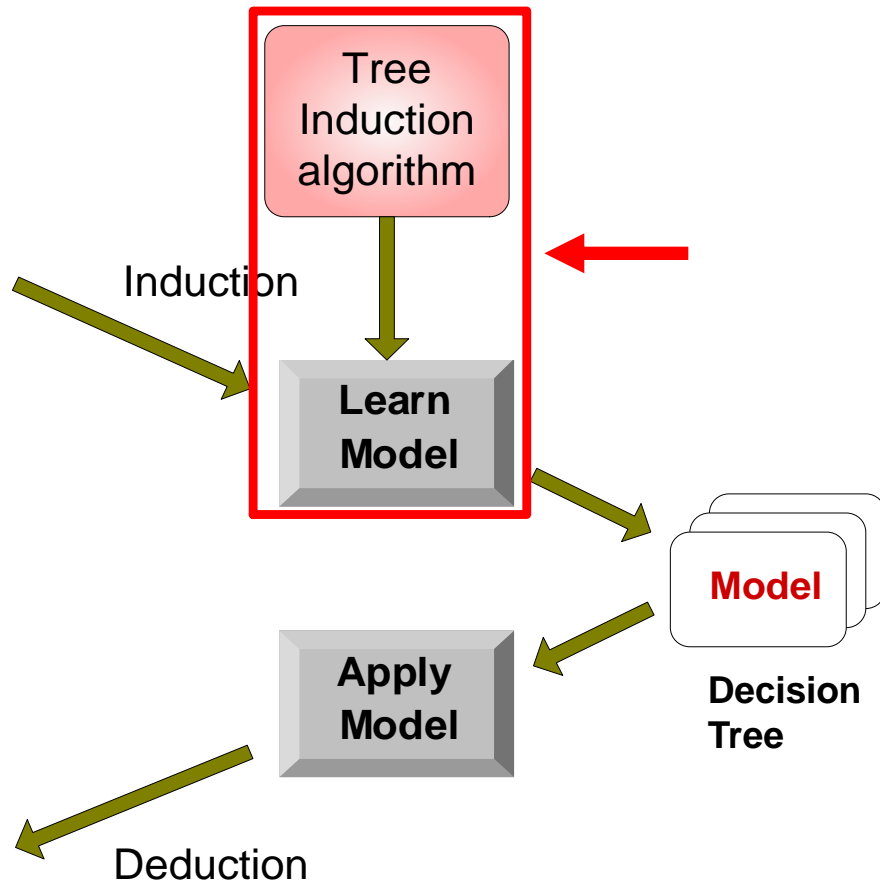 Tree
Induction
algorithm
Induction
Learn
Model
Model
Apply
Model
Decision
Tree
Deduction